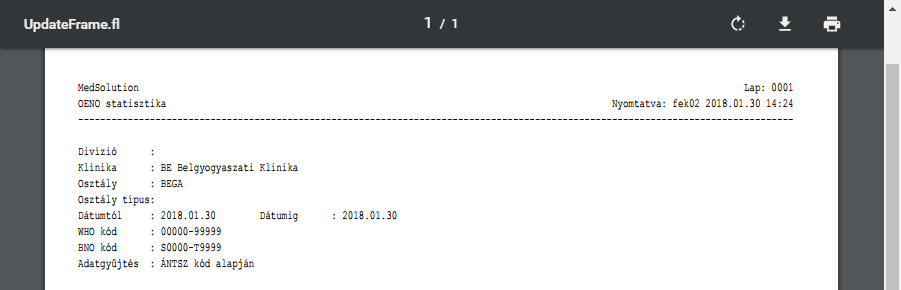 UpdateFrame.fl 1 / 1
MedSolution Lap: 0001
OENO statisztika Nyomtatva: fek02 2018.01.30 14:24
Divízió :
Klinika : BE Belgyogyaszati Klinika
Osztály : BEGA
Osztály típus:
Dátumtól : 2018.01.30 Dátumig : 2018.01.30
WHO kód : 00000-99999
BNO kód : S0000-T9999
Adatgyűjtés : ÁNTSZ kód alapján